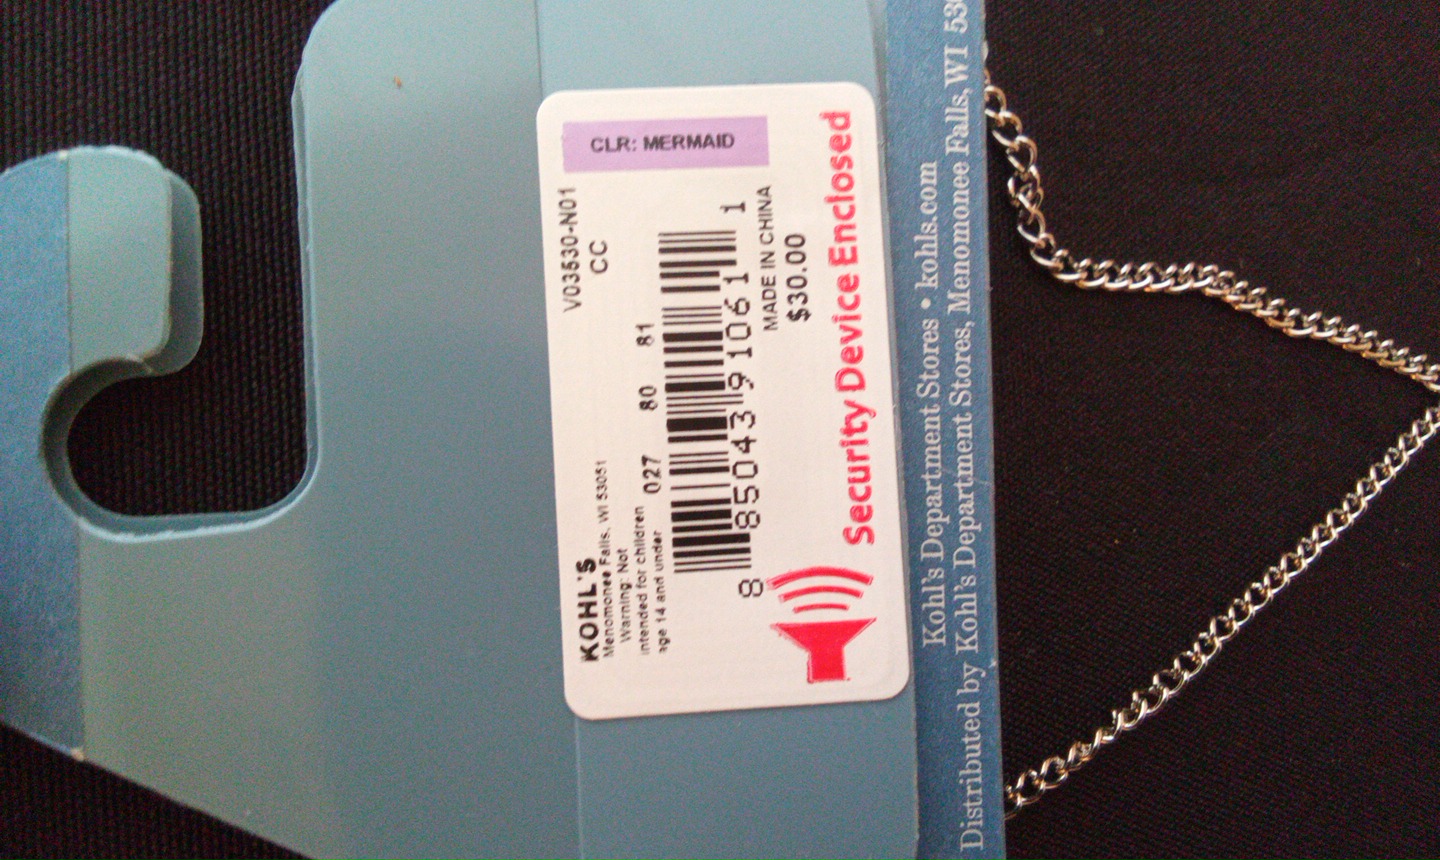 KOHL'S
Menomonee Falls, WI 53051
Warning: Not
intended for children
age 14 and under
V03530-N01
CC
CLR: MERMAID
027 80 81
8 85043 91061 1
MADE IN CHINA
$30.00
Security Device Enclosed
Kohl's Department Stores • kohls.com
Distributed by Kohl's Department Stores, Menomonee Falls, WI